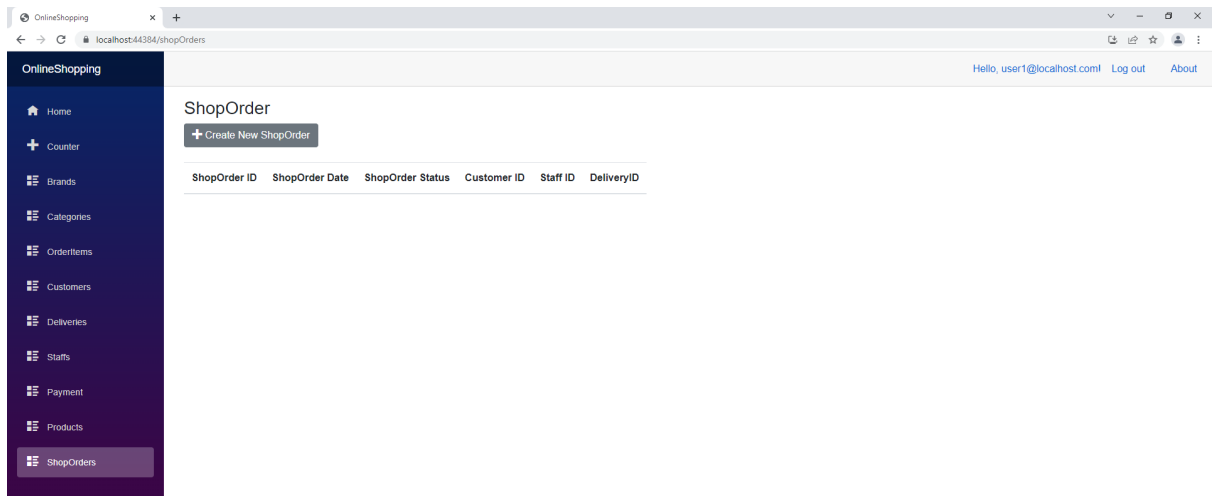 OnlineShopping
localhost:44384/shopOrders
OnlineShopping
Hello, user1@localhost.com! Log out About
Home
Counter
Brands
Categories
OrderItems
Customers
Deliveries
Staffs
Payment
Products
ShopOrders
ShopOrder
Create New ShopOrder
ShopOrder ID ShopOrder Date ShopOrder Status Customer ID Staff ID DeliveryID